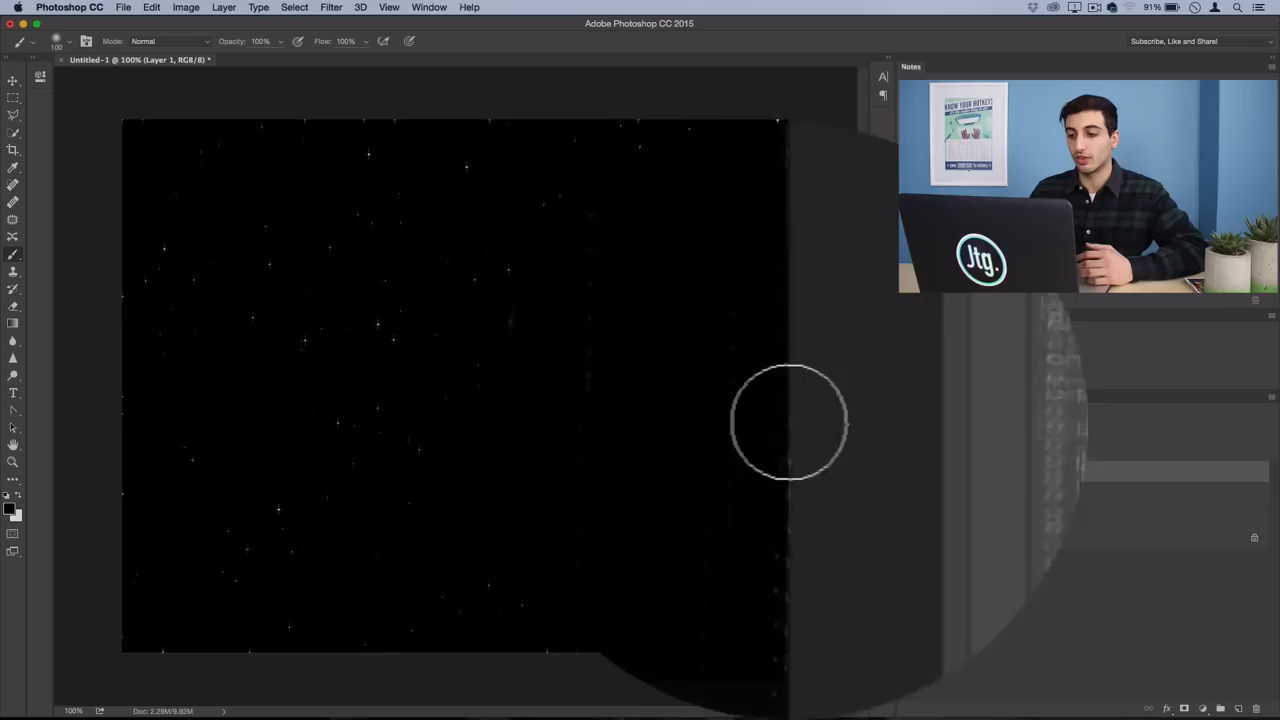 Photoshop CC File Edit Image Layer Type Select Filter 3D View Window Help 91%
Adobe Photoshop CC 2015
100 Mode: Normal Opacity: 100% Flow: 100% Subscribe, Like and Share!
Untitled-1 @ 100% (Layer 1, RGB/8) *
Notes
KNOW YOUR HOTKEYS
Jtg.
100% Doc: 2.29M/9.92M